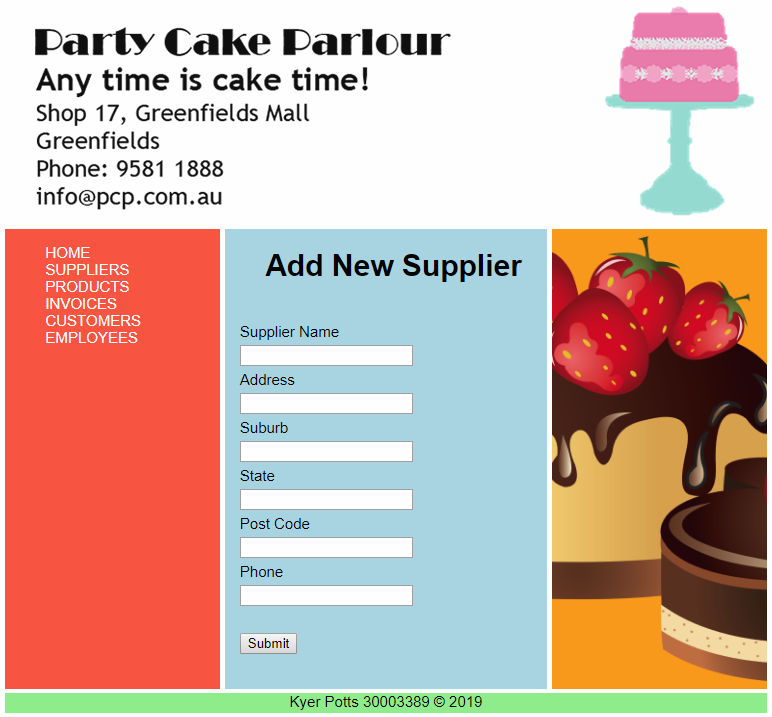 Party Cake Parlour
Any time is cake time!
Shop 17, Greenfields Mall
Greenfields
Phone: 9581 1888
info@pcp.com.au
HOME
SUPPLIERS
PRODUCTS
INVOICES
CUSTOMERS
EMPLOYEES
Add New Supplier
Supplier Name
Address
Suburb
State
Post Code
Phone
Submit
Kyer Potts 30003389 © 2019